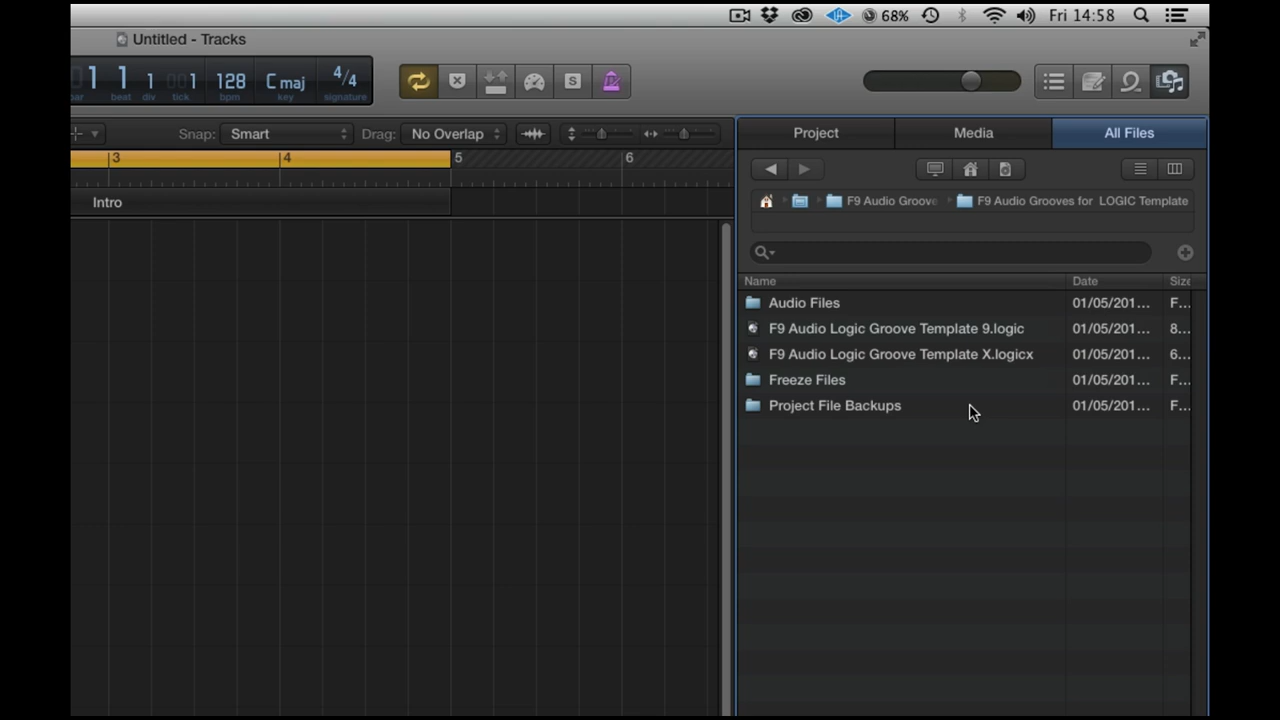 68% Fri 14:58
Untitled - Tracks
1 1 1 1 128 C maj 4/4
bar beat div tick bpm key signature
S
Snap: Smart Drag: No Overlap
3 4 5 6
Intro
Project Media All Files
F9 Audio Groove F9 Audio Grooves for LOGIC Template
Name Date Size
Audio Files 01/05/201... F...
F9 Audio Logic Groove Template 9.logic 01/05/201... 8...
F9 Audio Logic Groove Template X.logicx 01/05/201... 6...
Freeze Files 01/05/201... F...
Project File Backups 01/05/201... F...